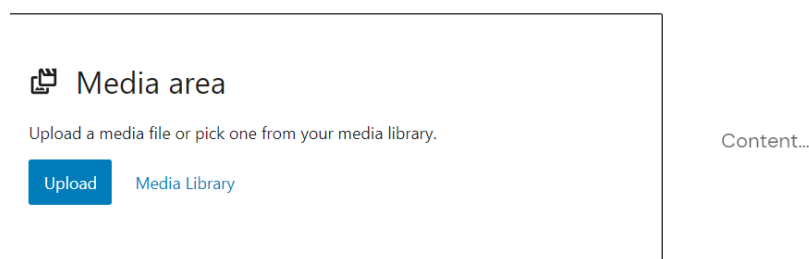 Media area
Upload a media file or pick one from your media library.
Content...
Upload
Media Library